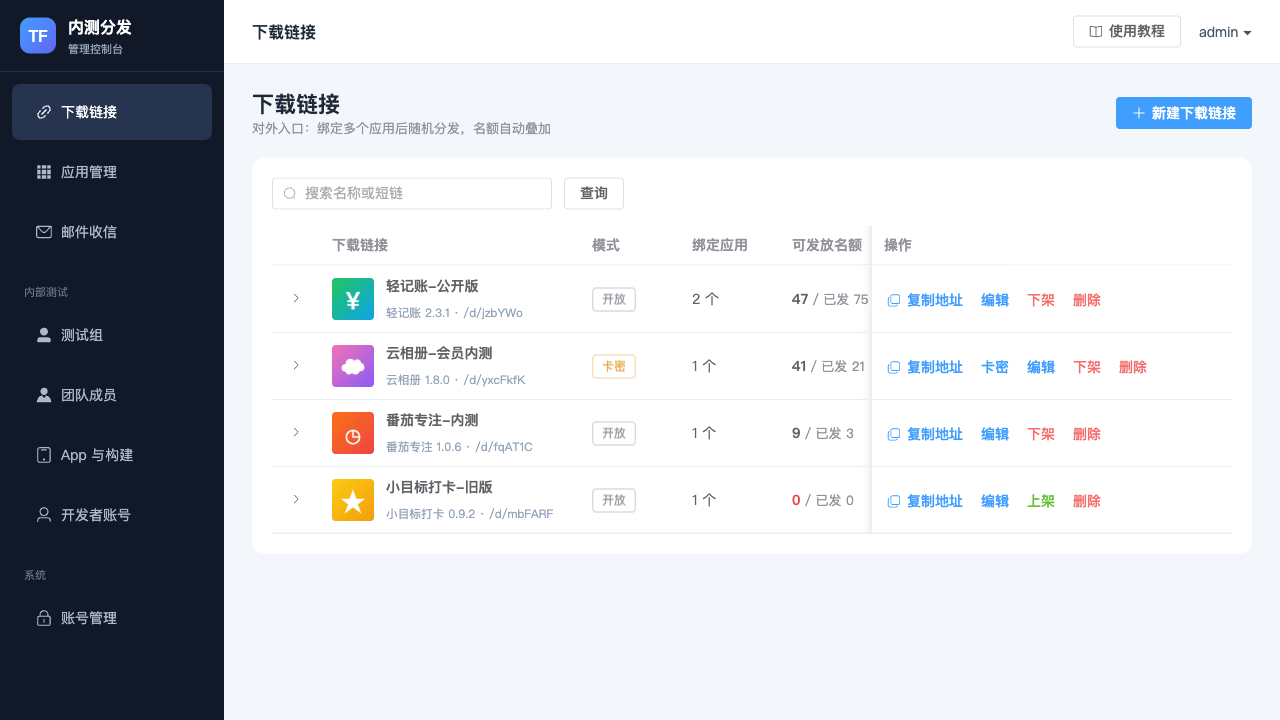 TF
内测分发
管理控制台
下载链接
应用管理
邮件收信
内部测试
测试组
团队成员
App 与构建
开发者账号
系统
账号管理
下载链接
使用教程
admin
下载链接
对外入口：绑定多个应用后随机分发，名额自动叠加
新建下载链接
搜索名称或短链
查询
下载链接 模式 绑定应用 可发放名额 操作
¥
轻记账-公开版
轻记账 2.3.1 · /d/jzbYWo
开放 2 个 47 / 已发 75 复制地址 编辑 下架 删除
云相册-会员内测
云相册 1.8.0 · /d/yxcFkfK
卡密 1 个 41 / 已发 21 复制地址 卡密 编辑 下架 删除
番茄专注-内测
番茄专注 1.0.6 · /d/fqAT1C
开放 1 个 9 / 已发 3 复制地址 编辑 下架 删除
小目标打卡-旧版
小目标打卡 0.9.2 · /d/mbFARF
开放 1 个 0 / 已发 0 复制地址 编辑 上架 删除